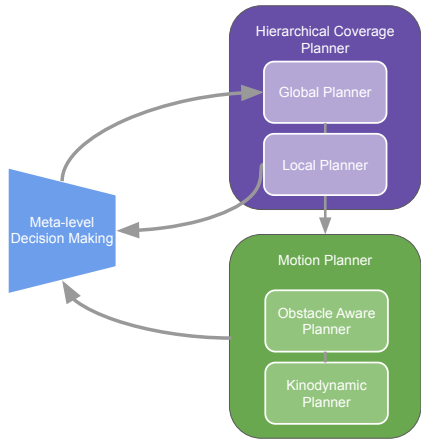 Hierarchical Coverage
Planner
Global Planner
Local Planner
Meta-level
Decision Making
Motion Planner
Obstacle Aware
Planner
Kinodynamic
Planner